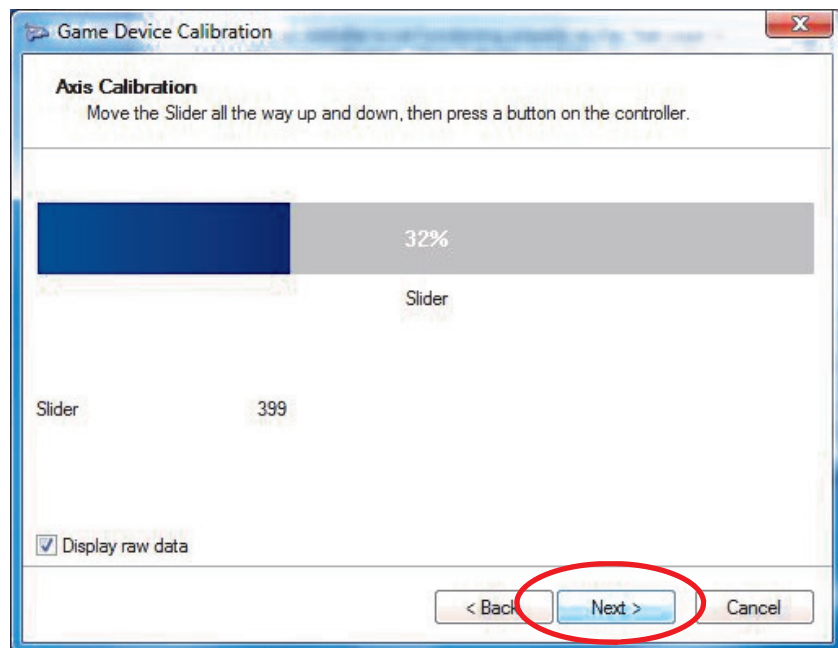 Game Device Calibration
Axis Calibration
Move the Slider all the way up and down, then press a button on the controller.
32%
Slider
Slider 399
Display raw data
< Back Next > Cancel